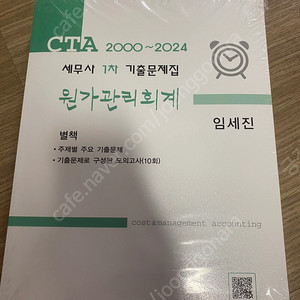 CTA 2000~2024
세무사 1차 기출문제집
원가관리회계
임세진
별책
• 주제별 주요 기출문제
• 기출문제로 구성된 모의고사(10회)
cost&management accounting